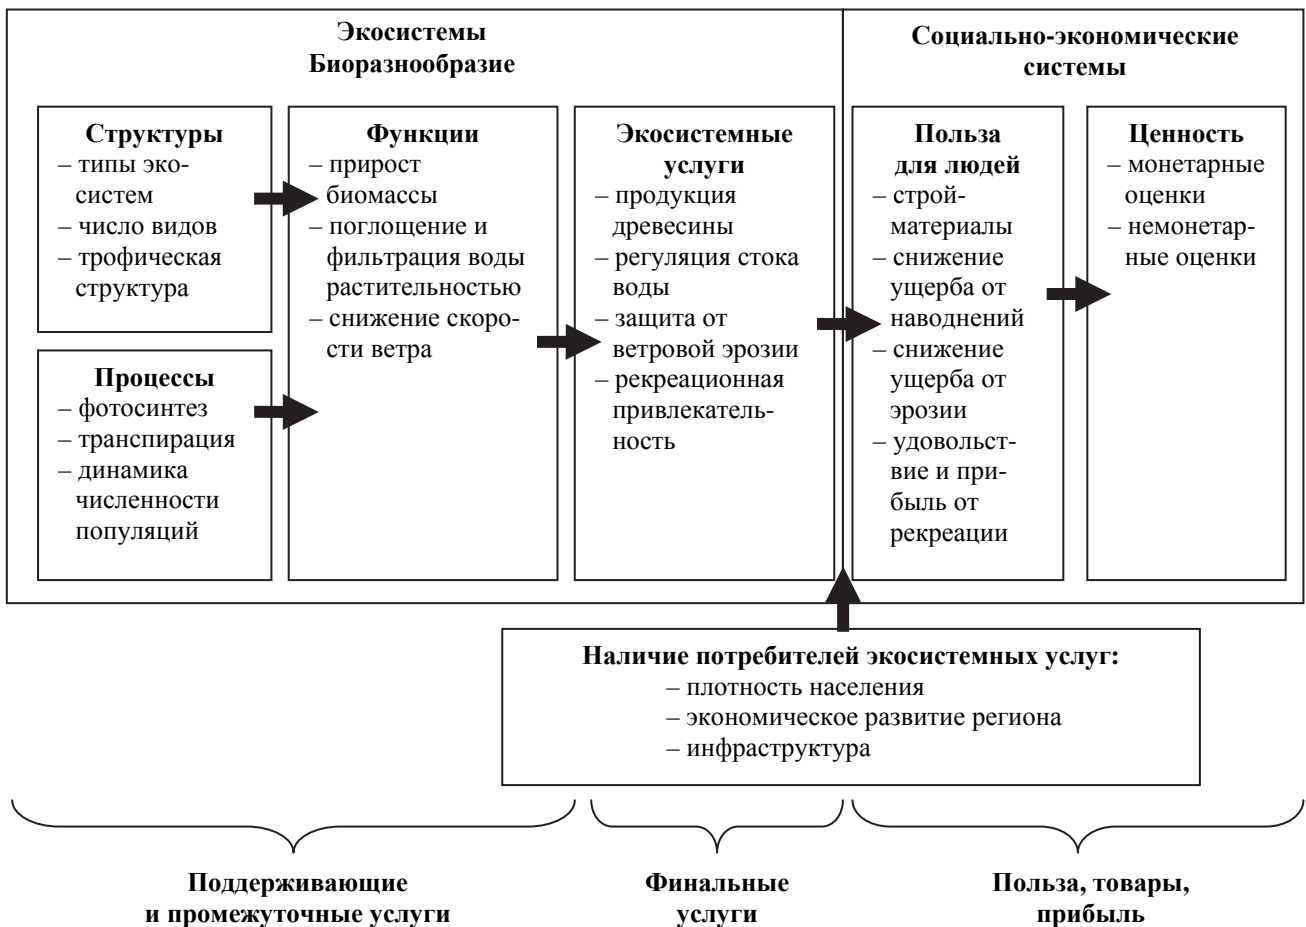 Экосистемы
Биоразнообразие
Социально-экономические
системы
Структуры
– типы эко-
систем
– число видов
– трофическая
структура
Процессы
– фотосинтез
– транспирация
– динамика
численности
популяций
Функции
– прирост
биомассы
– поглощение и
фильтрация воды
растительностью
– снижение скоро-
сти ветра
Экосистемные
услуги
– продукция
древесины
– регуляция стока
воды
– защита от
ветровой эрозии
– рекреационная
привлекатель-
ность
Польза
для людей
– строй-
материалы
– снижение
ущерба от
наводнений
– снижение
ущерба от
эрозии
– удовольст-
вие и при-
быль от
рекреации
Ценность
– монетарные
оценки
– немонетар-
ные оценки
Наличие потребителей экосистемных услуг:
– плотность населения
– экономическое развитие региона
– инфраструктура
Поддерживающие
и промежуточные услуги
Финальные
услуги
Польза, товары,
прибыль